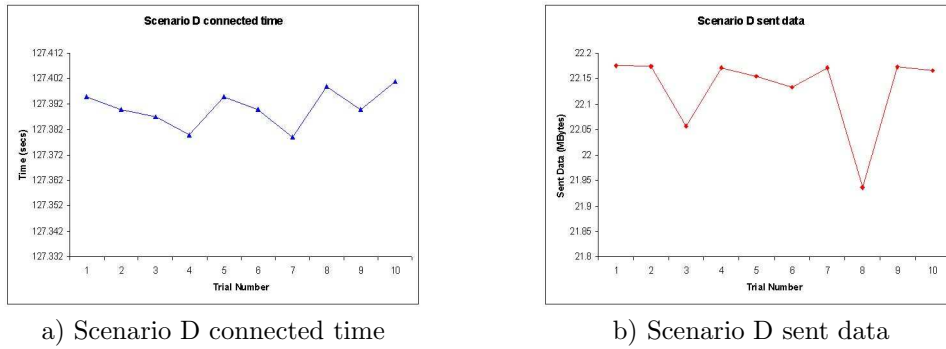 Scenario D connected time
127.412
127.402
127.392
127.382
127.372
127.362
127.352
127.342
127.332
Time (secs)
1 2 3 4 5 6 7 8 9 10
Trial Number
a) Scenario D connected time
Scenario D sent data
22.2
22.15
22.1
22.05
22
21.95
21.9
21.85
21.8
Sent Data (MBytes)
1 2 3 4 5 6 7 8 9 10
Trial Number
b) Scenario D sent data